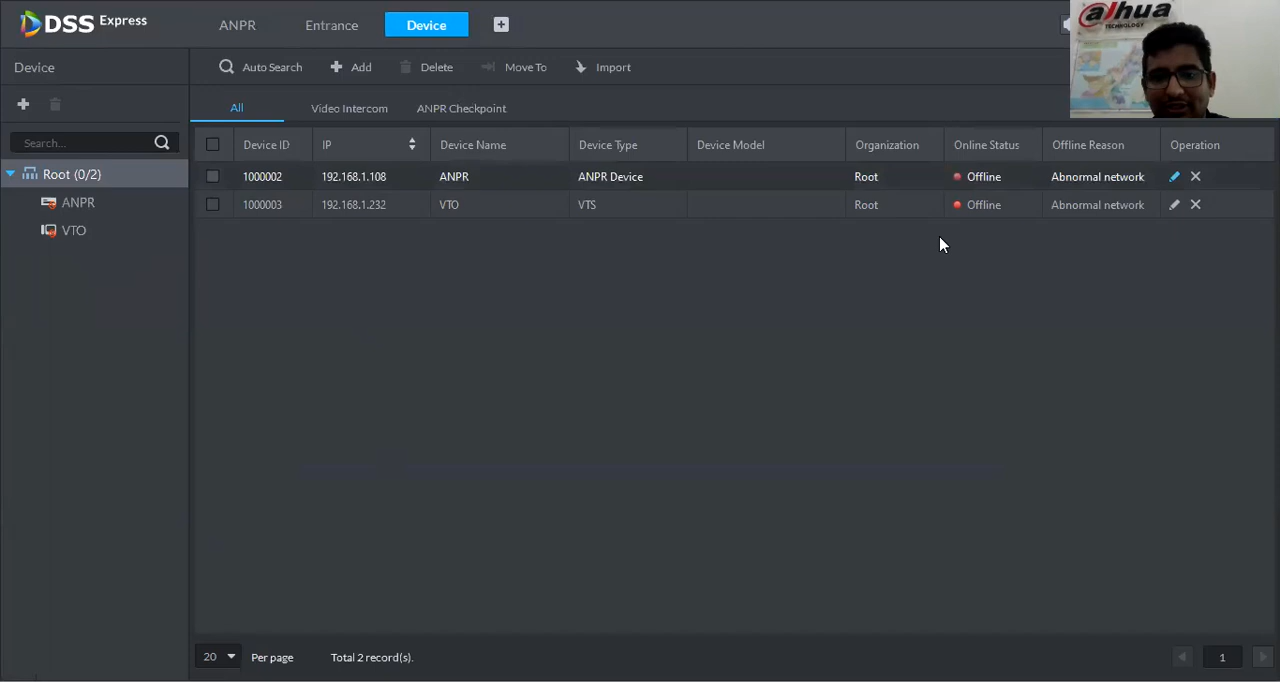 DSS Express
ANPR
Entrance
Device
Device
Auto Search
Add
Delete
Move To
Import
All
Video Intercom
ANPR Checkpoint
Search...
Root (0/2)
ANPR
VTO
Device ID IP Device Name Device Type Device Model Organization Online Status Offline Reason Operation
1000002 192.168.1.108 ANPR ANPR Device Root Offline Abnormal network
1000003 192.168.1.232 VTO VTS Root Offline Abnormal network
20 Per page Total 2 record(s). 1
alhua
TECHNOLOGY